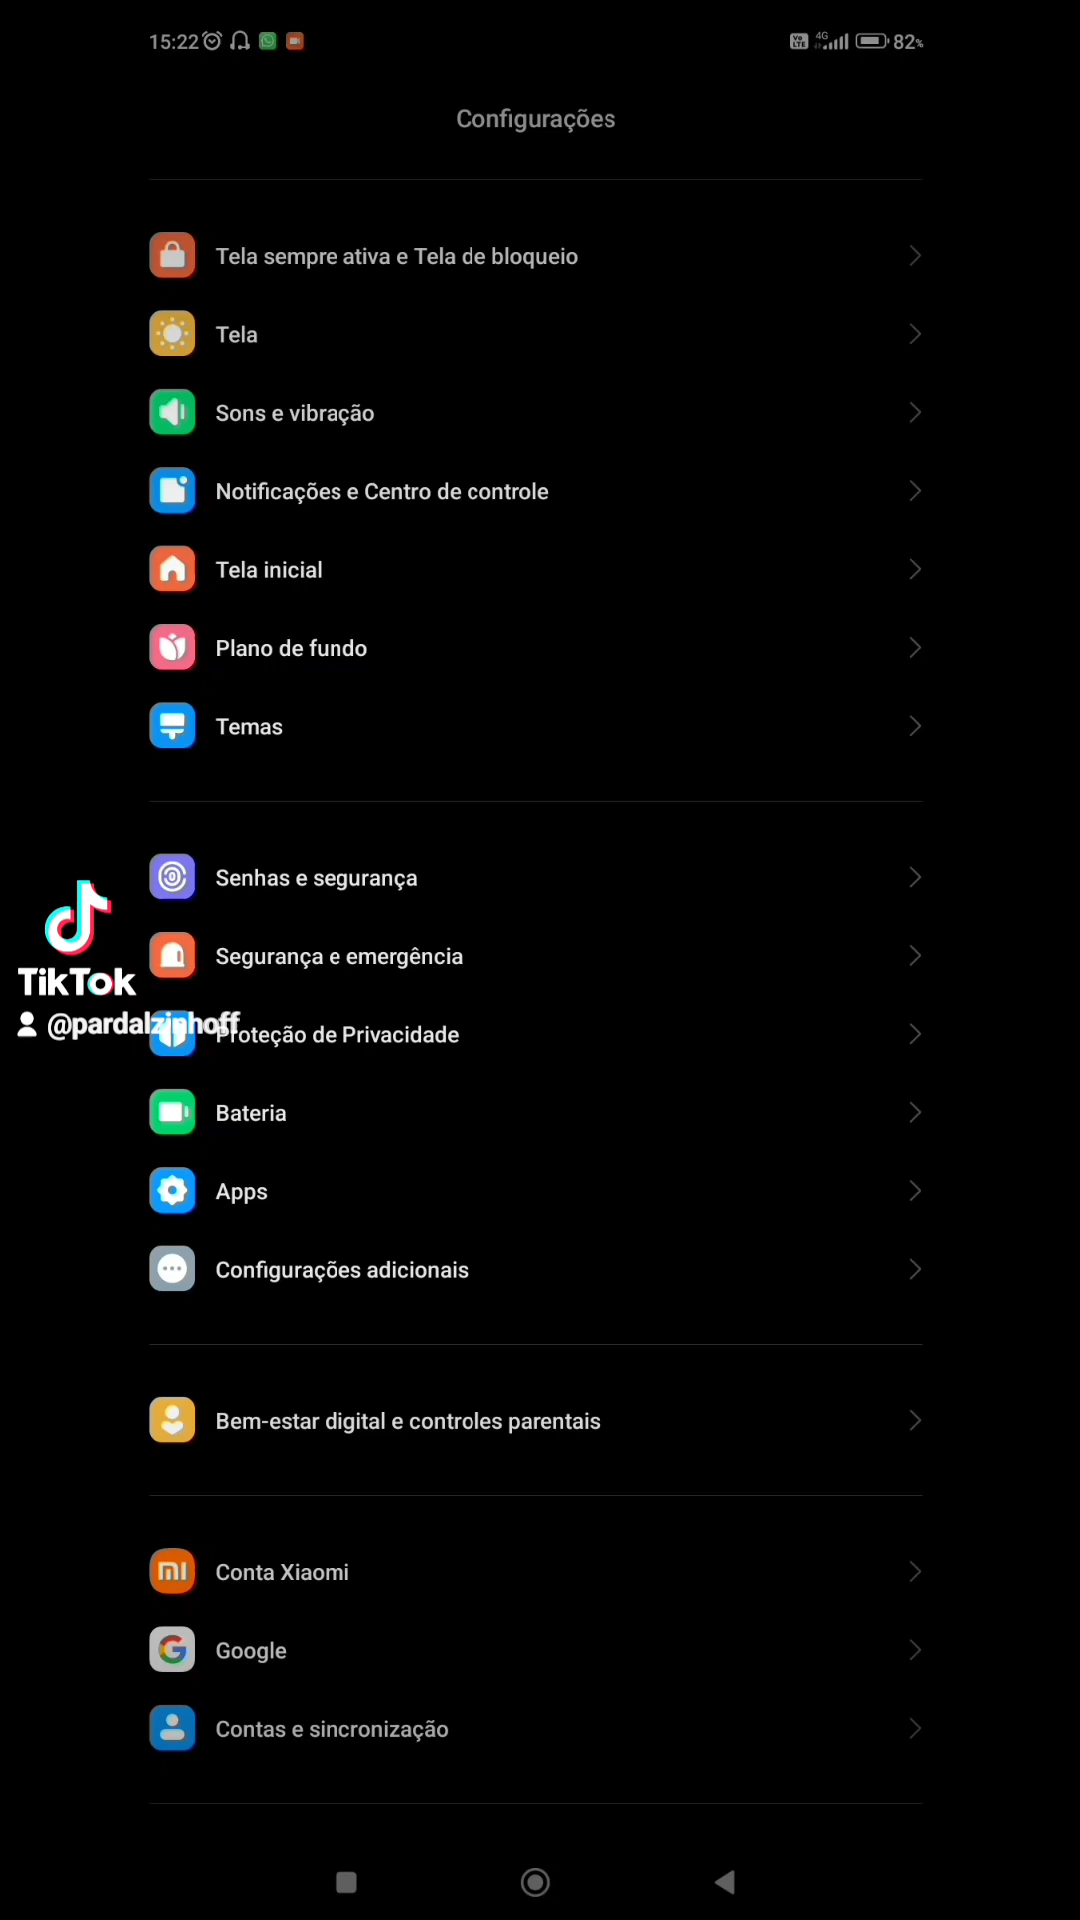 15:22
4G
82%
Configurações
Tela sempre ativa e Tela de bloqueio
Tela
Sons e vibração
Notificações e Centro de controle
Tela inicial
Plano de fundo
Temas
Senhas e segurança
Segurança e emergência
TikTok
@pardalzinhoff
Proteção de Privacidade
Bateria
Apps
Configurações adicionais
Bem-estar digital e controles parentais
Conta Xiaomi
Google
Contas e sincronização